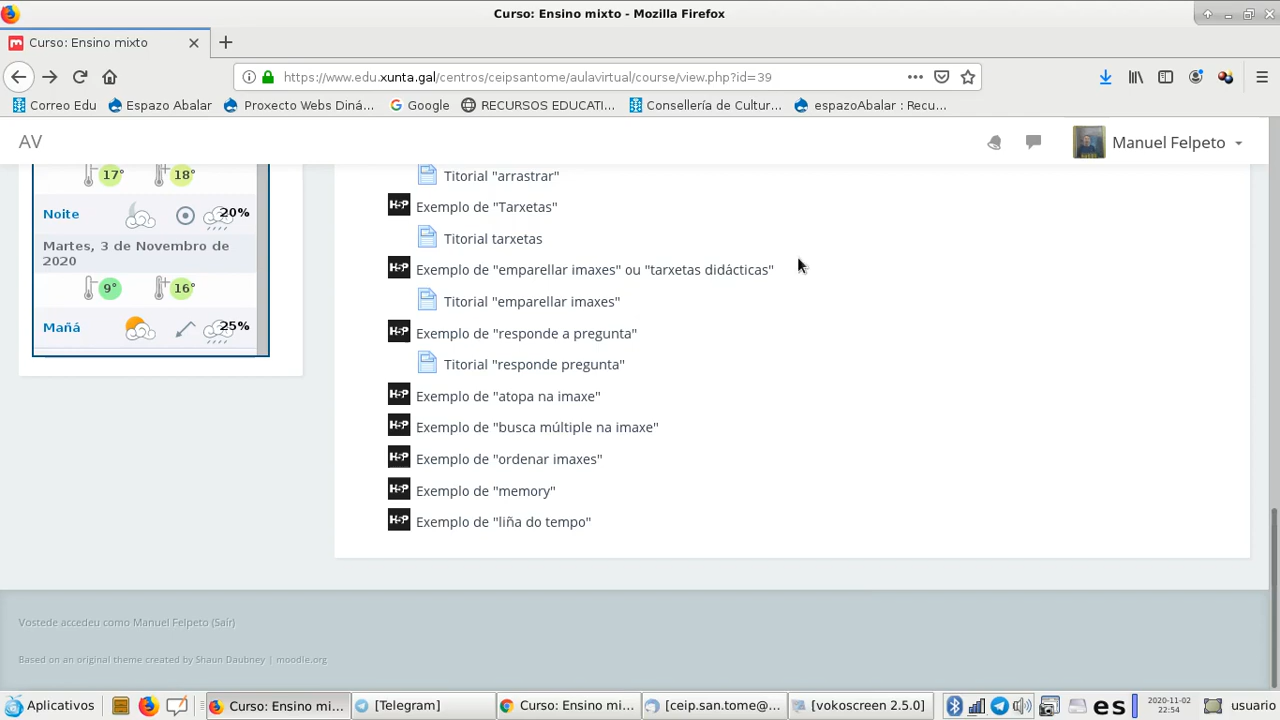 Curso: Ensino mixto - Mozilla Firefox
Curso: Ensino mixto
https://www.edu.xunta.gal/centros/ceipsantome/aulavirtual/course/view.php?id=39
Correo Edu Espazo Abalar Proxecto Webs Diná... Google RECURSOS EDUCATI... Consellería de Cultur... espazoAbalar : Recu...
AV
Manuel Felpeto
17° 18°
Noite 20%
Martes, 3 de Novembro de
2020
9° 16°
Mañá 25%
Titorial "arrastrar"
H-P Exemplo de "Tarxetas"
Titorial tarxetas
H-P Exemplo de "emparellar imaxes" ou "tarxetas didácticas"
Titorial "emparellar imaxes"
H-P Exemplo de "responde a pregunta"
Titorial "responde pregunta"
H-P Exemplo de "atopa na imaxe"
H-P Exemplo de "busca múltiple na imaxe"
H-P Exemplo de "ordenar imaxes"
H-P Exemplo de "memory"
H-P Exemplo de "liña do tempo"
Vostede accedeu como Manuel Felpeto (Saír)
Based on an original theme created by Shaun Daubney | moodle.org
Aplicativos Curso: Ensino mi... [Telegram] Curso: Ensino mi... [ceip.san.tome@... [vokoscreen 2.5.0] es 2020-11-02 usuario
22:54